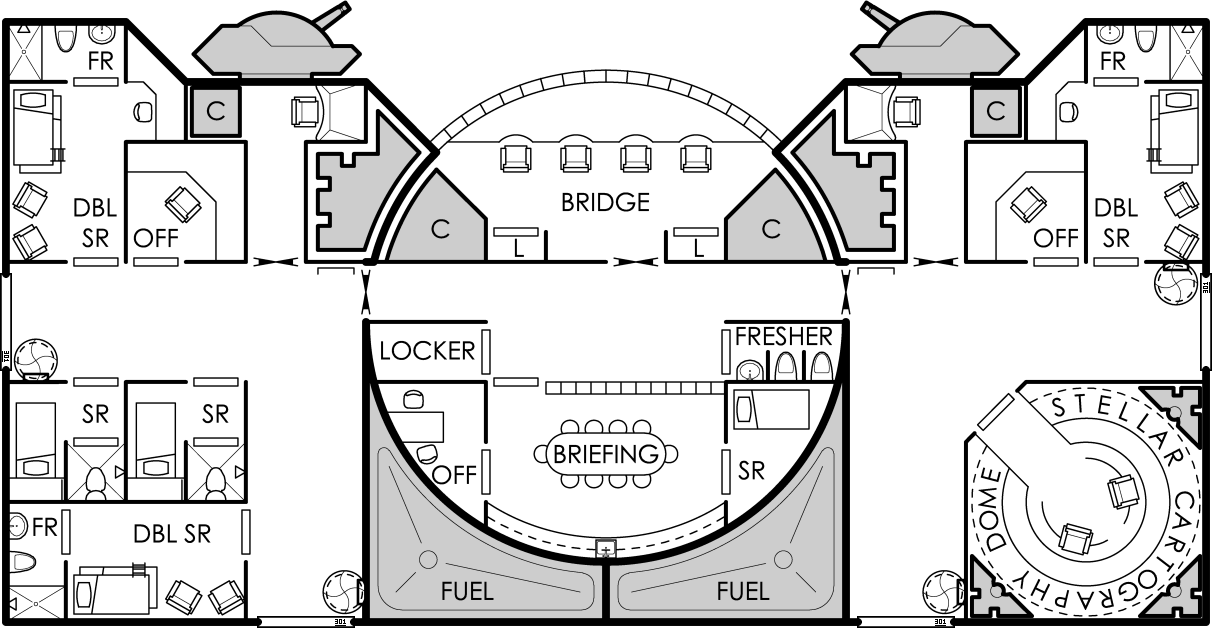 FR
FR
C
C
DBL
SR
OFF
C
BRIDGE
C
L
L
OFF
DBL
SR
301
301
LOCKER
FRESHER
SR
SR
OFF
BRIEFING
SR
STELLAR CARTOGRAPHY DOME
FR
DBL SR
FUEL
FUEL
301
301